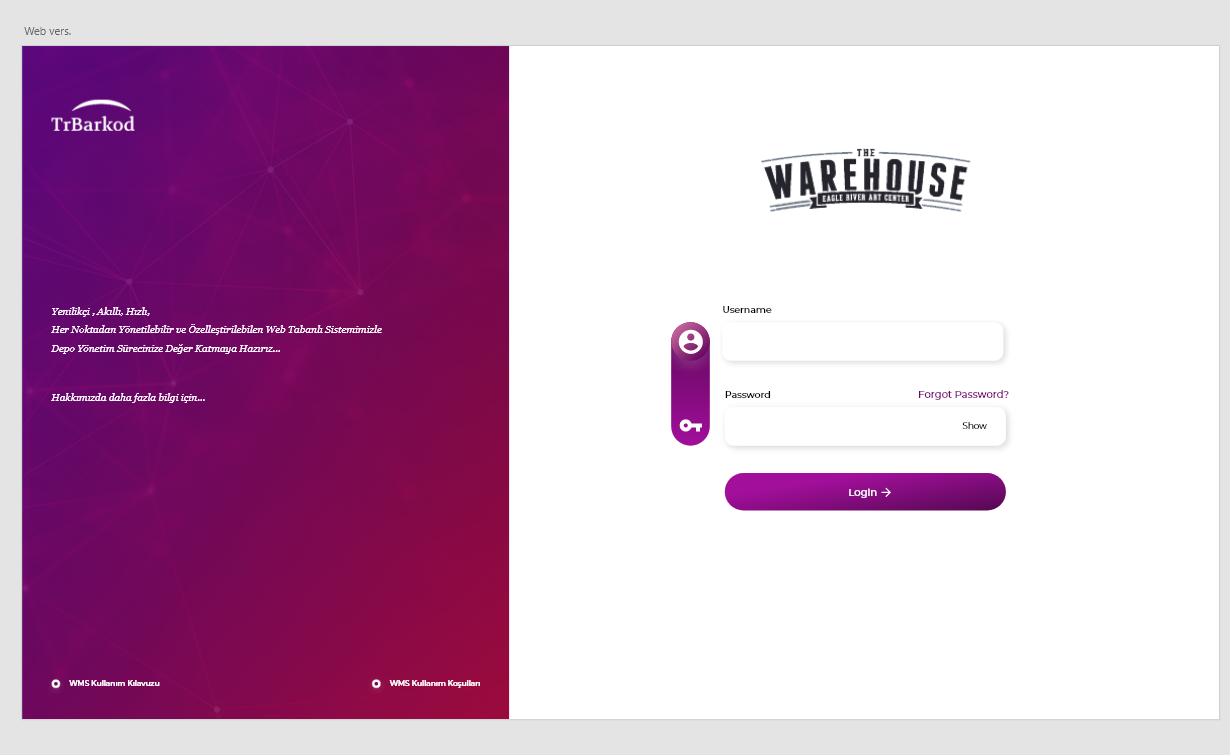 Web vers.
TrBarkod
Yenilikçi , Akıllı, Hızlı,
Her Noktadan Yönetilebilir ve Özelleştirilebilen Web Tabanlı Sistemimizle
Depo Yönetim Sürecinize Değer Katmaya Hazırız...
Hakkımızda daha fazla bilgi için...
WMS Kullanım Kılavuzu
WMS Kullanım Koşulları
THE
WAREHOUSE
EAGLE RIVER ART CENTER
Username
Password Forgot Password?
Show
Login →